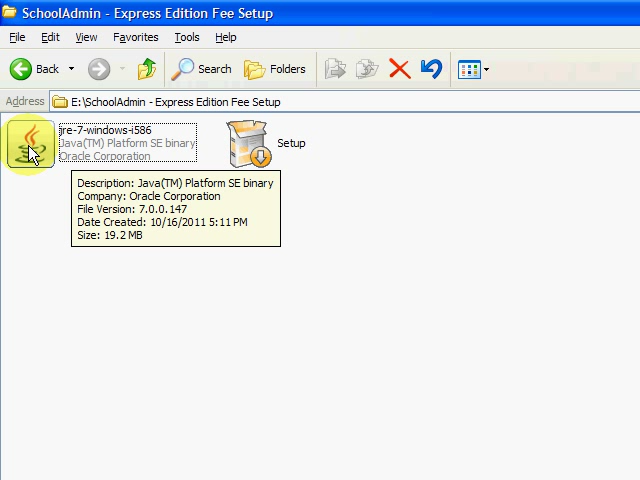 SchoolAdmin - Express Edition Fee Setup
File Edit View Favorites Tools Help
Back Search Folders
Address E:\SchoolAdmin - Express Edition Fee Setup
jre-7-windows-i586
Java(TM) Platform SE binary
Oracle Corporation
Setup
Description: Java(TM) Platform SE binary
Company: Oracle Corporation
File Version: 7.0.0.147
Date Created: 10/16/2011 5:11 PM
Size: 19.2 MB